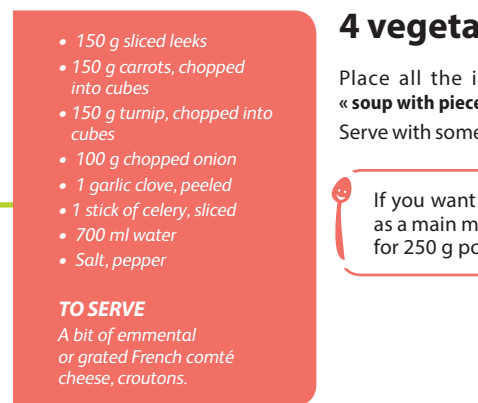 • 150 g sliced leeks
• 150 g carrots, chopped
into cubes
• 150 g turnip, chopped into
cubes
• 100 g chopped onion
• 1 garlic clove, peeled
• 1 stick of celery, sliced
• 700 ml water
• Salt, pepper
TO SERVE
A bit of emmental
or grated French comté
cheese, croutons.
4 vegeta
Place all the i
« soup with piece
Serve with some
If you want
as a main m
for 250 g po